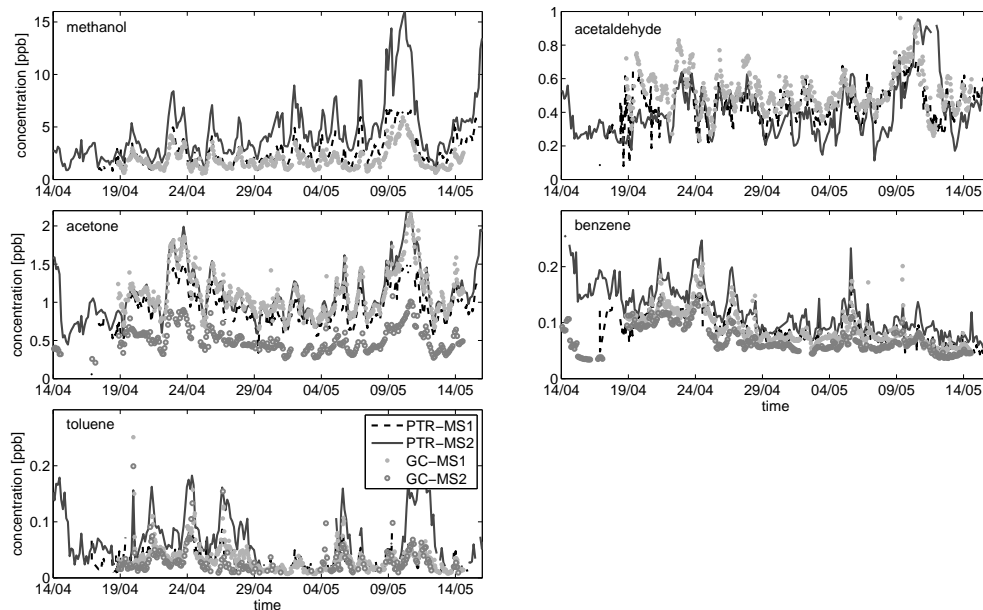 methanol
concentration [ppb]
15
10
5
0
14/04 19/04 24/04 29/04 04/05 09/05 14/05
acetaldehyde
1
0.8
0.6
0.4
0.2
0
14/04 19/04 24/04 29/04 04/05 09/05 14/05
acetone
concentration [ppb]
2
1.5
1
0.5
0
14/04 19/04 24/04 29/04 04/05 09/05 14/05
benzene
0.2
0.1
0
14/04 19/04 24/04 29/04 04/05 09/05 14/05
time
toluene
concentration [ppb]
0.2
0.1
0
14/04 19/04 24/04 29/04 04/05 09/05 14/05
time
PTR−MS1
PTR−MS2
GC−MS1
GC−MS2